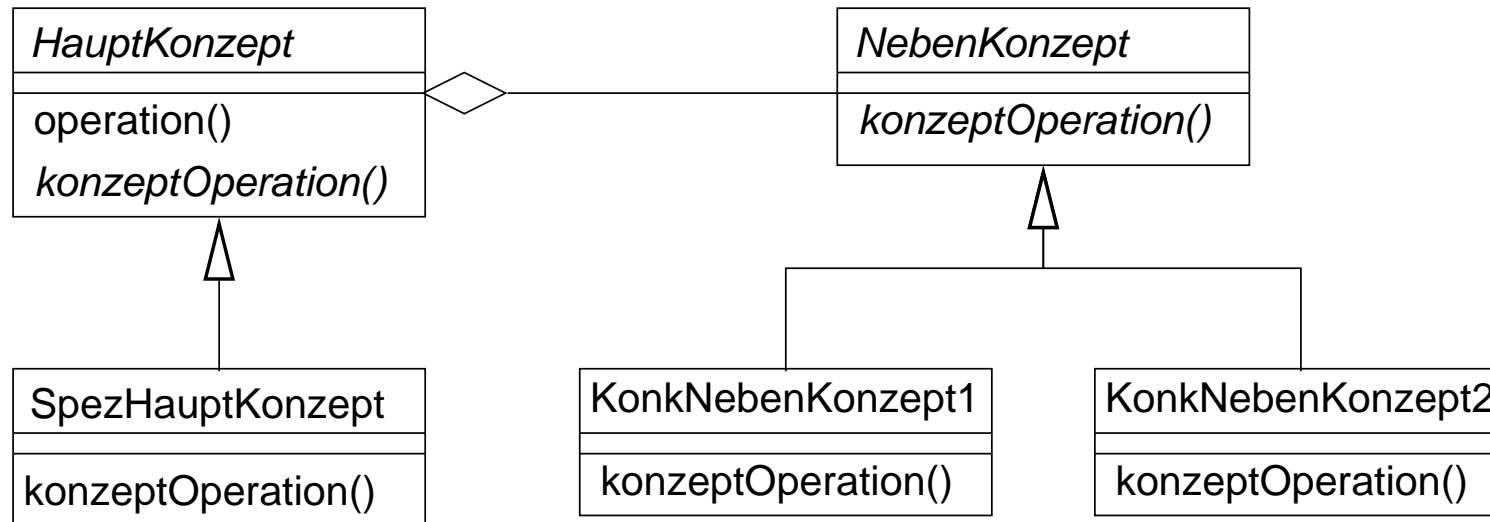 HauptKonzept
operation()
konzeptOperation()
NebenKonzept
konzeptOperation()
SpezHauptKonzept
konzeptOperation()
KonkNebenKonzept1
konzeptOperation()
KonkNebenKonzept2
konzeptOperation()